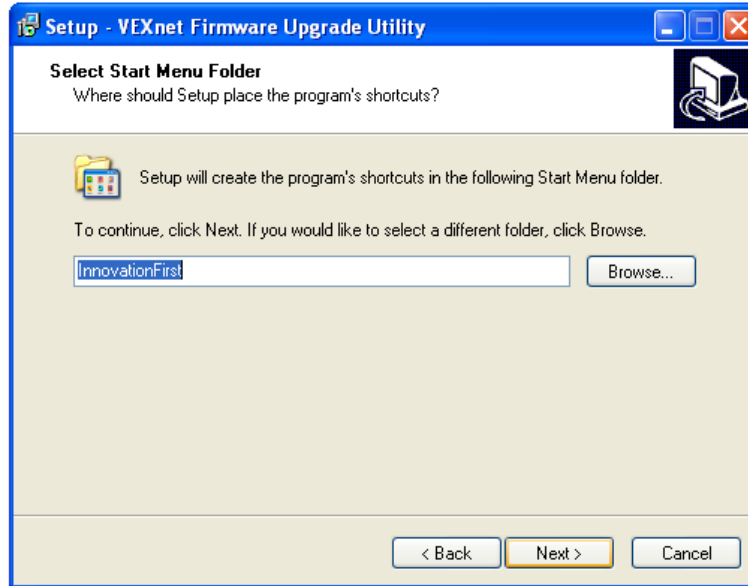 Setup - VEXnet Firmware Upgrade Utility
Select Start Menu Folder
Where should Setup place the program's shortcuts?
Setup will create the program's shortcuts in the following Start Menu folder.
To continue, click Next. If you would like to select a different folder, click Browse.
InnovationFirst
Browse...
< Back
Next >
Cancel